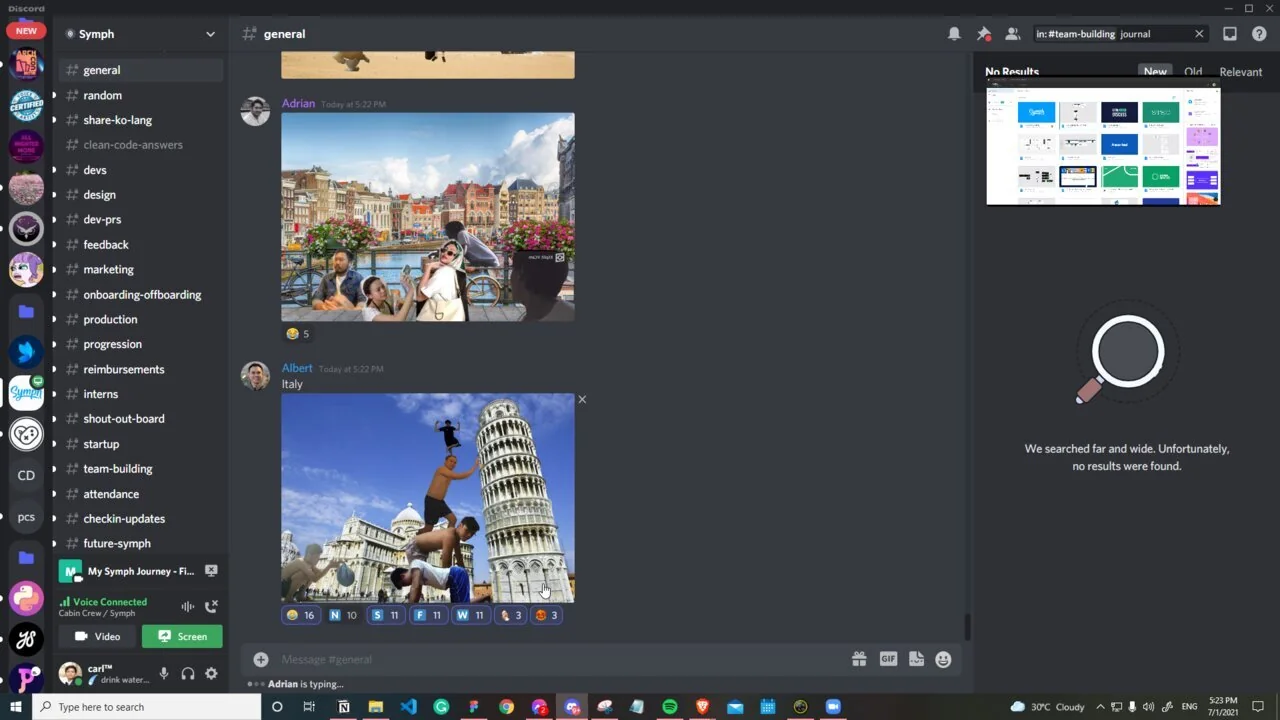 Discord
NEW
Symph
general
in: #team-building journal
No Results
New
Old
Relevant
general
random
share-ko-lang
clean-code-answers
devs
design
dev-prs
feedback
marketing
onboarding-offboarding
production
progression
reimbursements
interns
shout-out-board
startup
team-building
attendance
checkin-updates
future-symph
Symph
CD
pcs
My Symph Journey - Fi...
Voice Connected
Cabin Crew / Symph
Video
Screen
drink water...
Adrian Today at 5:22 PM
5
Albert Today at 5:22 PM
Italy
16
N 10
S 11
F 11
W 11
3
3
Message #general
GIF
Adrian is typing...
We searched far and wide. Unfortunately,
no results were found.
Type here to search
30°C Cloudy
ENG
5:23 PM
7/1/2021